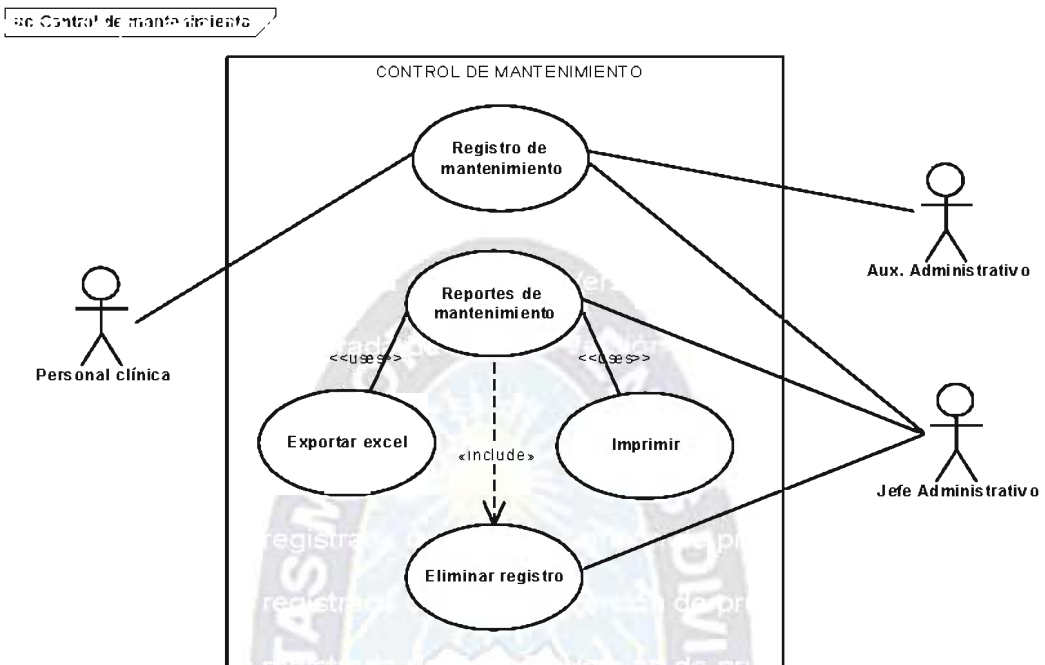 uc Control de mantenimiento
CONTROL DE MANTENIMIENTO
Registro de
mantenimiento
Aux. Administrativo
Reportes de
mantenimiento
<<uses>>
<<uses>>
Personal clínica
Exportar excel
Imprimir
«include»
Jefe Administrativo
Eliminar registro